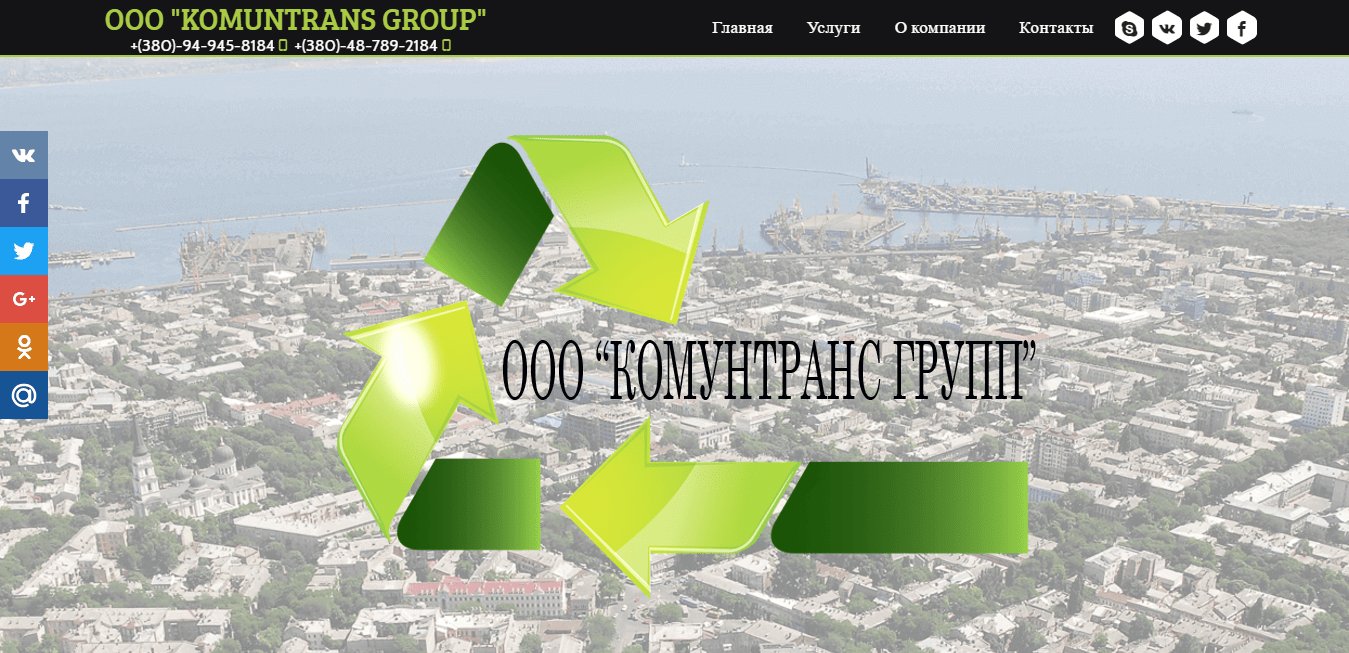 ООО "KOMUNTRANS GROUP"
+(380)-94-945-8184 +(380)-48-789-2184
Главная Услуги О компании Контакты
ООО “КОМУНТРАНС ГРУПП”